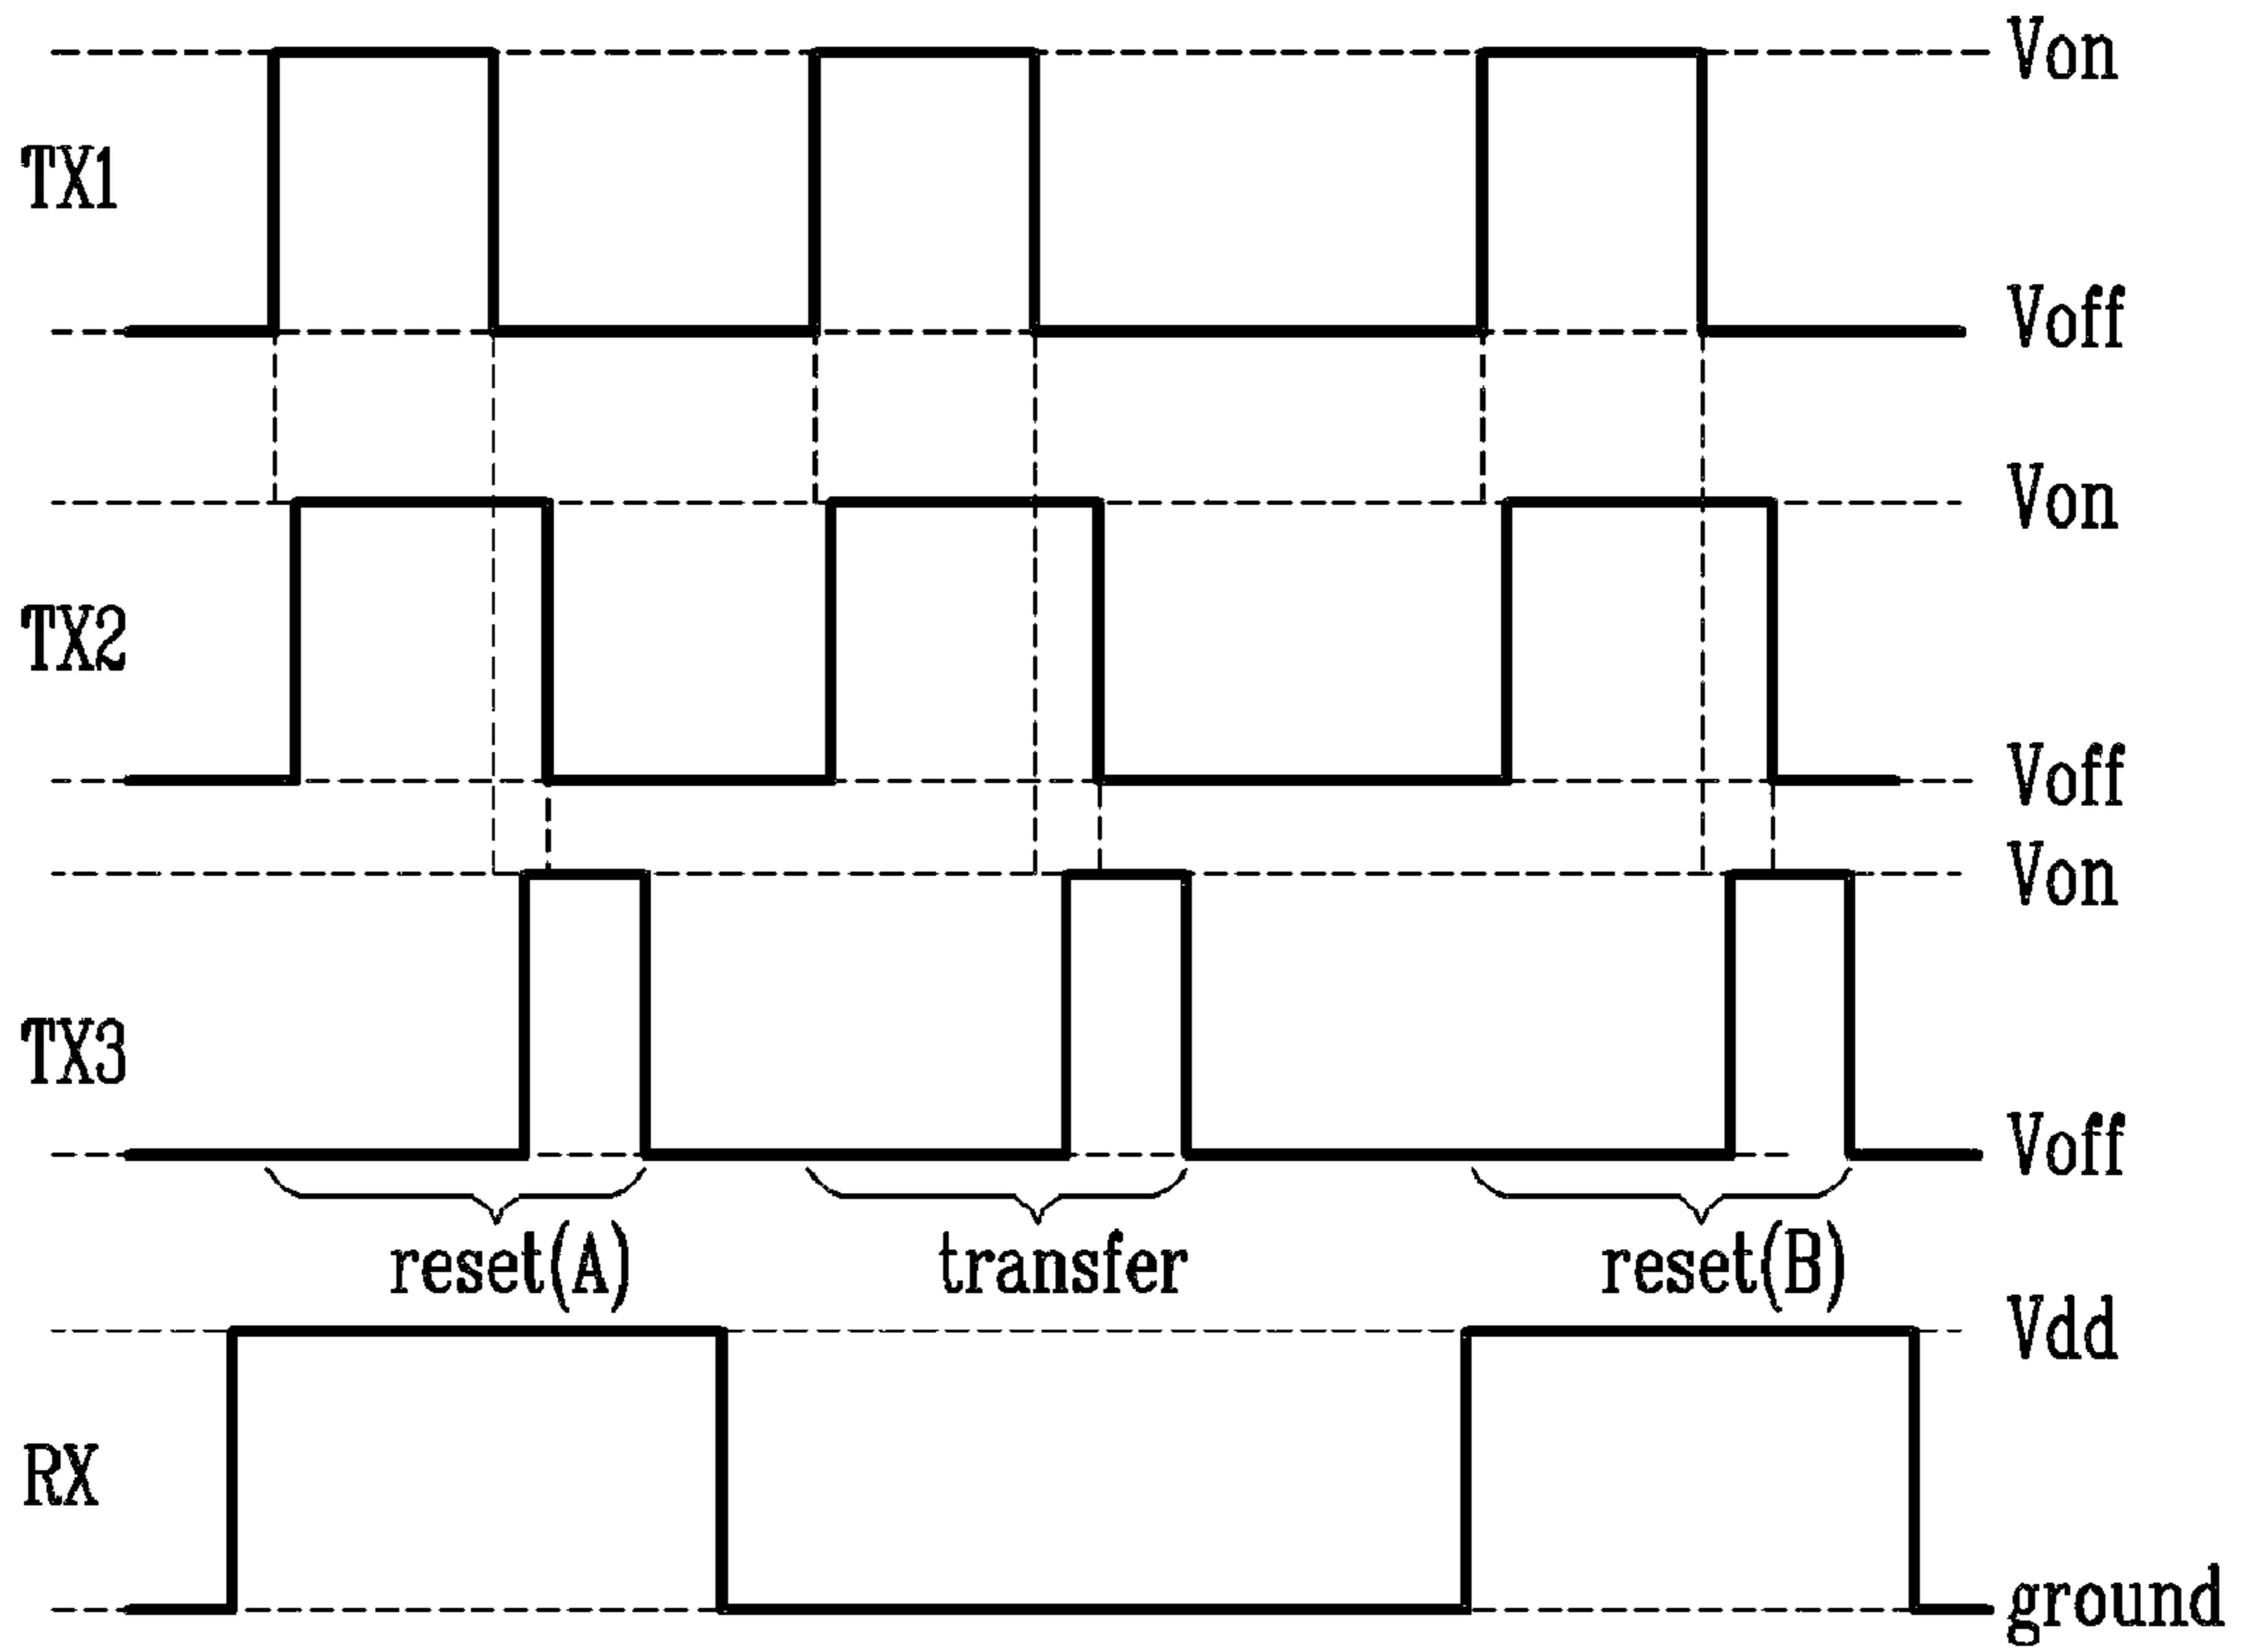 Von
TX1
Voff
Von
TX2
Voff
Von
TX3
Voff
reset(A) transfer reset(B)
Vdd
RX
ground